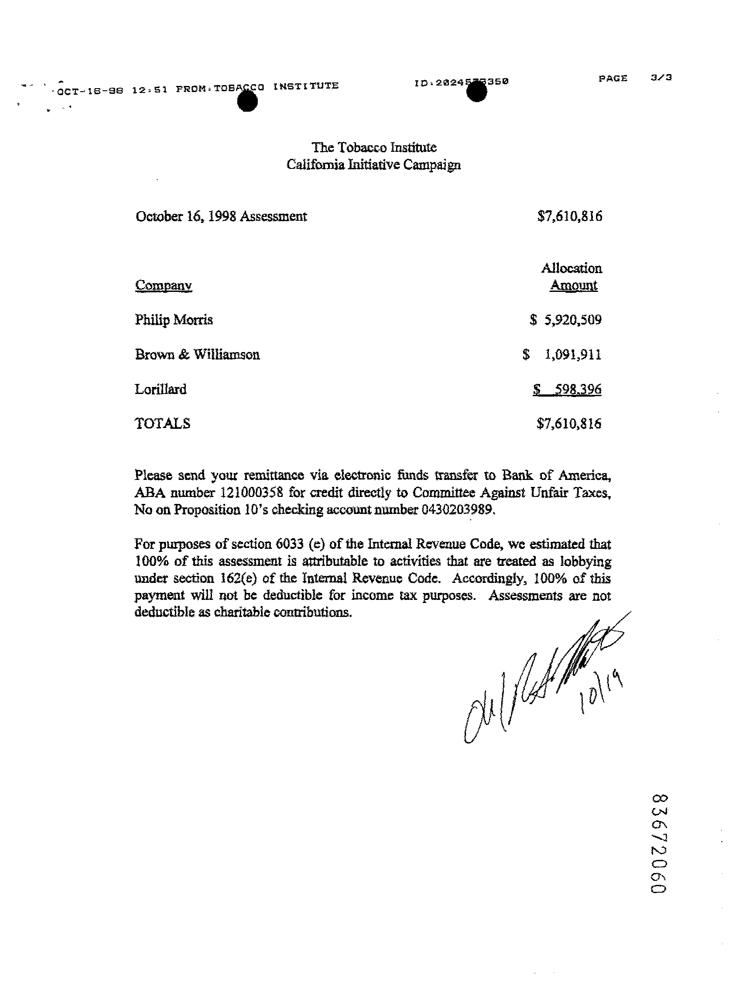 OCT-16-98 12:51 FROM:TOBACCO INSTITUTE ID:202457 350 PAGE 3/3
The Tobacco Institute
California Initiative Campaign
October 16, 1998 Assessment $7,610,816
Allocation
Company Amount
Philip Morris $ 5,920,509
Brown & Williamson $ 1,091,911
Lorillard $ 598,396
TOTALS $7,610,816
Please send your remittance via electronic funds transfer to Bank of America,
ABA number 121000358 for credit directly to Committee Against Unfair Taxes,
No on Proposition 10's checking account number 0430203989.
For purposes of section 6033 (e) of the Internal Revenue Code, we estimated that
100% of this assessment is attributable to activities that are treated as lobbying
under section 162(e) of the Internal Revenue Code. Accordingly, 100% of this
payment will not be deductible for income tax purposes. Assessments are not
deductible as charitable contributions.
10/19
83672060